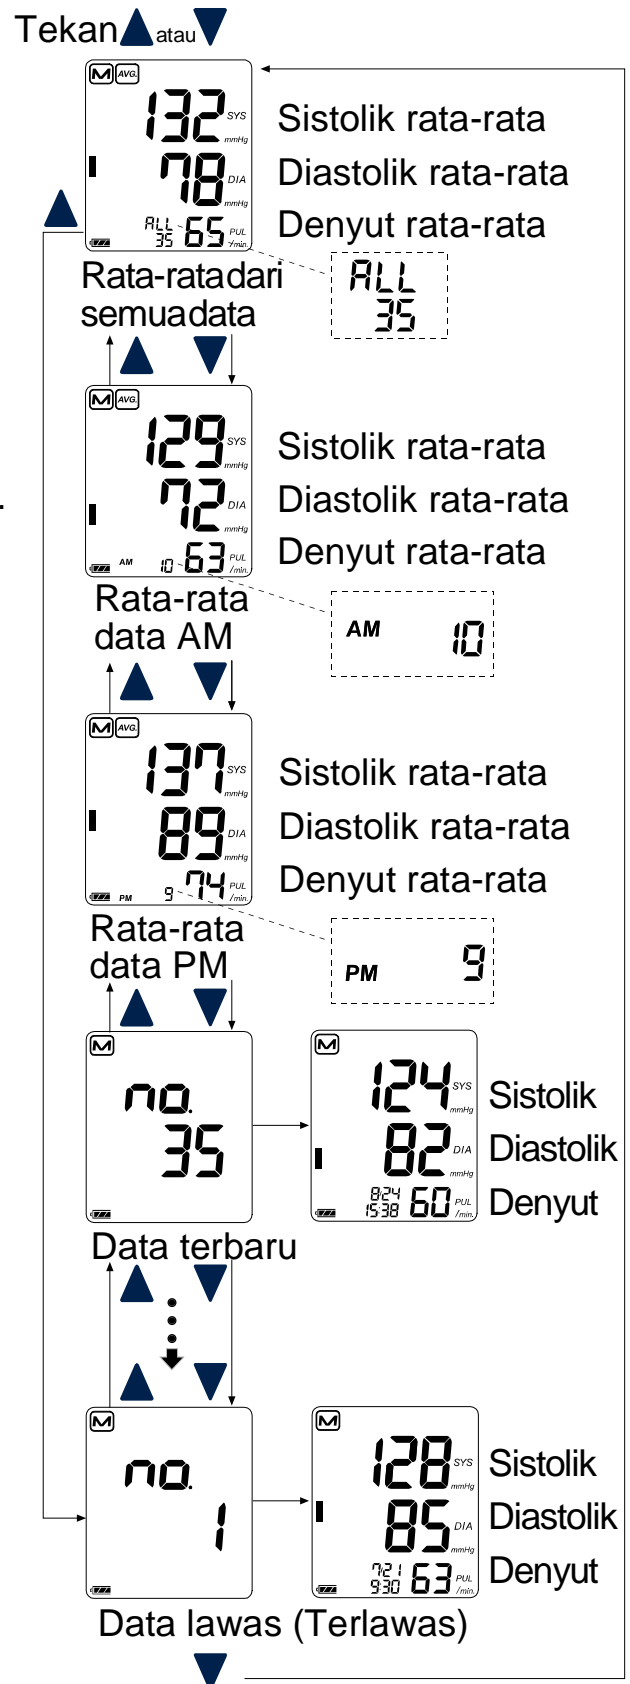 Tekan atau
M AVG.
132 SYS mmHg
Sistolik rata-rata
78 DIA mmHg
Diastolik rata-rata
ALL 35 65 PUL /min.
Denyut rata-rata
ALL
35
Rata-rata dari
semua data
M AVG.
129 SYS mmHg
Sistolik rata-rata
72 DIA mmHg
Diastolik rata-rata
AM 10 63 PUL /min.
Denyut rata-rata
Rata-rata
data AM
AM 10
M AVG.
137 SYS mmHg
Sistolik rata-rata
89 DIA mmHg
Diastolik rata-rata
PM 9 74 PUL /min.
Denyut rata-rata
Rata-rata
data PM
PM 9
M
no.
35
M
124 SYS mmHg
Sistolik
82 DIA mmHg
Diastolik
8/24 15:38 60 PUL /min.
Denyut
Data terbaru
M
no.
1
M
128 SYS mmHg
Sistolik
85 DIA mmHg
Diastolik
7/21 9:30 63 PUL /min.
Denyut
Data lawas (Terlawas)